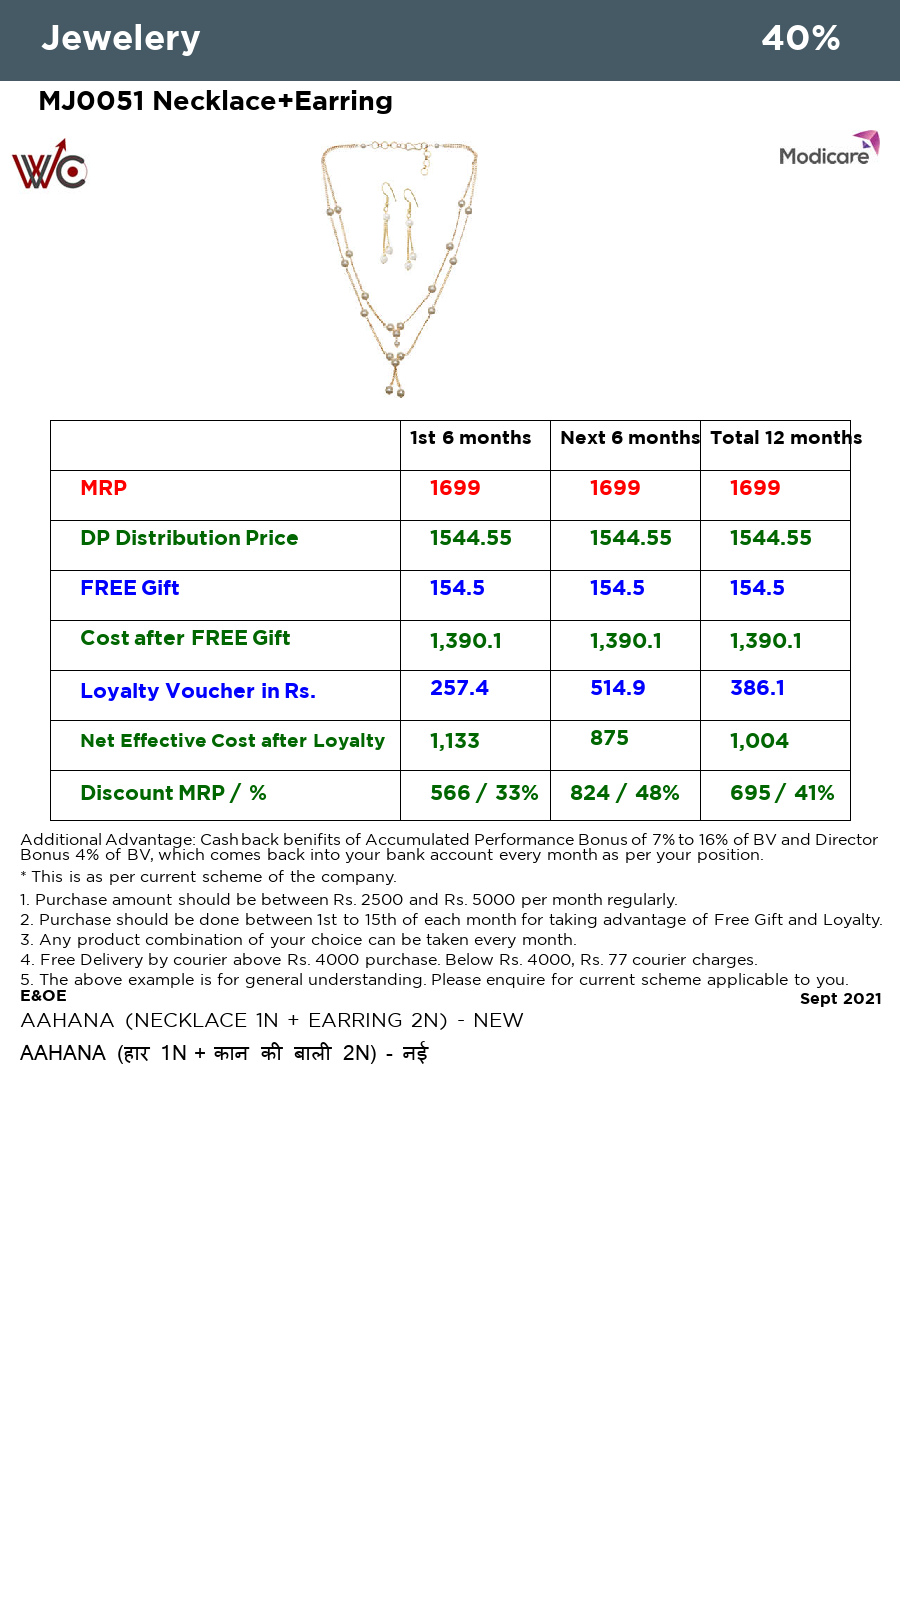 Jewelery 40%
MJ0051 Necklace+Earring
WC
Modicare
1st 6 months Next 6 months Total 12 months
MRP 1699 1699 1699
DP Distribution Price 1544.55 1544.55 1544.55
FREE Gift 154.5 154.5 154.5
Cost after FREE Gift 1,390.1 1,390.1 1,390.1
Loyalty Voucher in Rs. 257.4 514.9 386.1
Net Effective Cost after Loyalty 1,133 875 1,004
Discount MRP / % 566 / 33% 824 / 48% 695 / 41%
Additional Advantage: Cash back benifits of Accumulated Performance Bonus of 7% to 16% of BV and Director
Bonus 4% of BV, which comes back into your bank account every month as per your position.
* This is as per current scheme of the company.
1. Purchase amount should be between Rs. 2500 and Rs. 5000 per month regularly.
2. Purchase should be done between 1st to 15th of each month for taking advantage of Free Gift and Loyalty.
3. Any product combination of your choice can be taken every month.
4. Free Delivery by courier above Rs. 4000 purchase. Below Rs. 4000, Rs. 77 courier charges.
5. The above example is for general understanding. Please enquire for current scheme applicable to you.
E&OE Sept 2021
AAHANA (NECKLACE 1N + EARRING 2N) - NEW
AAHANA (हार 1N + कान की बाली 2N) - नई